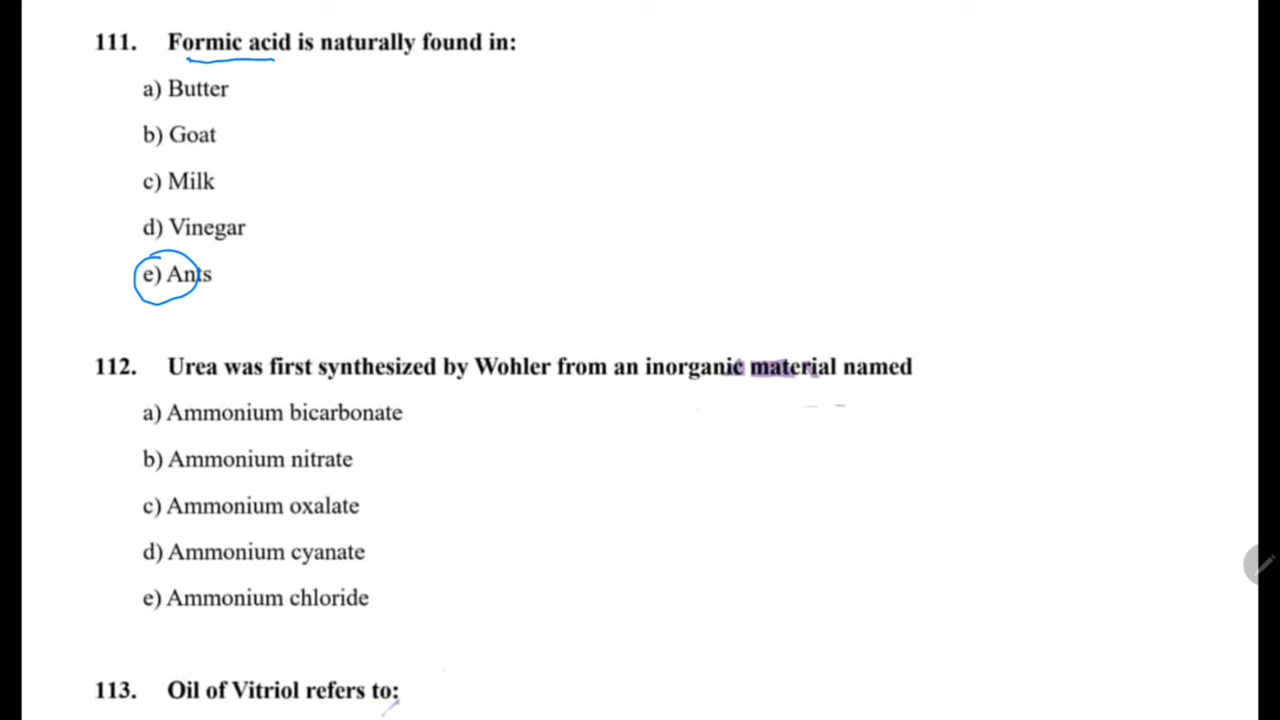 111. Formic acid is naturally found in:
a) Butter
b) Goat
c) Milk
d) Vinegar
e) Ants
112. Urea was first synthesized by Wohler from an inorganic material named
a) Ammonium bicarbonate
b) Ammonium nitrate
c) Ammonium oxalate
d) Ammonium cyanate
e) Ammonium chloride
113. Oil of Vitriol refers to: